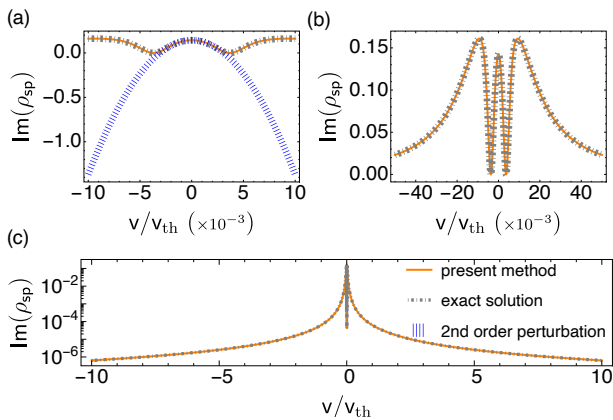 (a)
Im(ρsp)
0.0
−0.5
−1.0
−10 −5 0 5 10
v/vth (×10−3)
(b)
Im(ρsp)
0.15
0.10
0.05
0.00
−40 −20 0 20 40
v/vth (×10−3)
(c)
Im(ρsp)
10−2
10−4
10−6
present method
exact solution
2nd order perturbation
−10 −5 0 5 10
v/vth